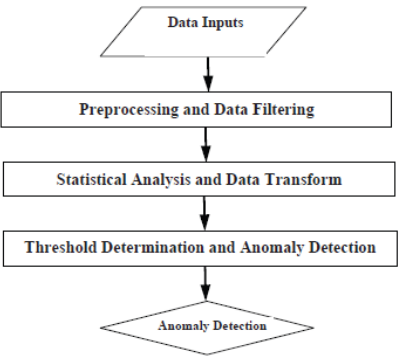 Data Inputs
Preprocessing and Data Filtering
Statistical Analysis and Data Transform
Threshold Determination and Anomaly Detection
Anomaly Detection